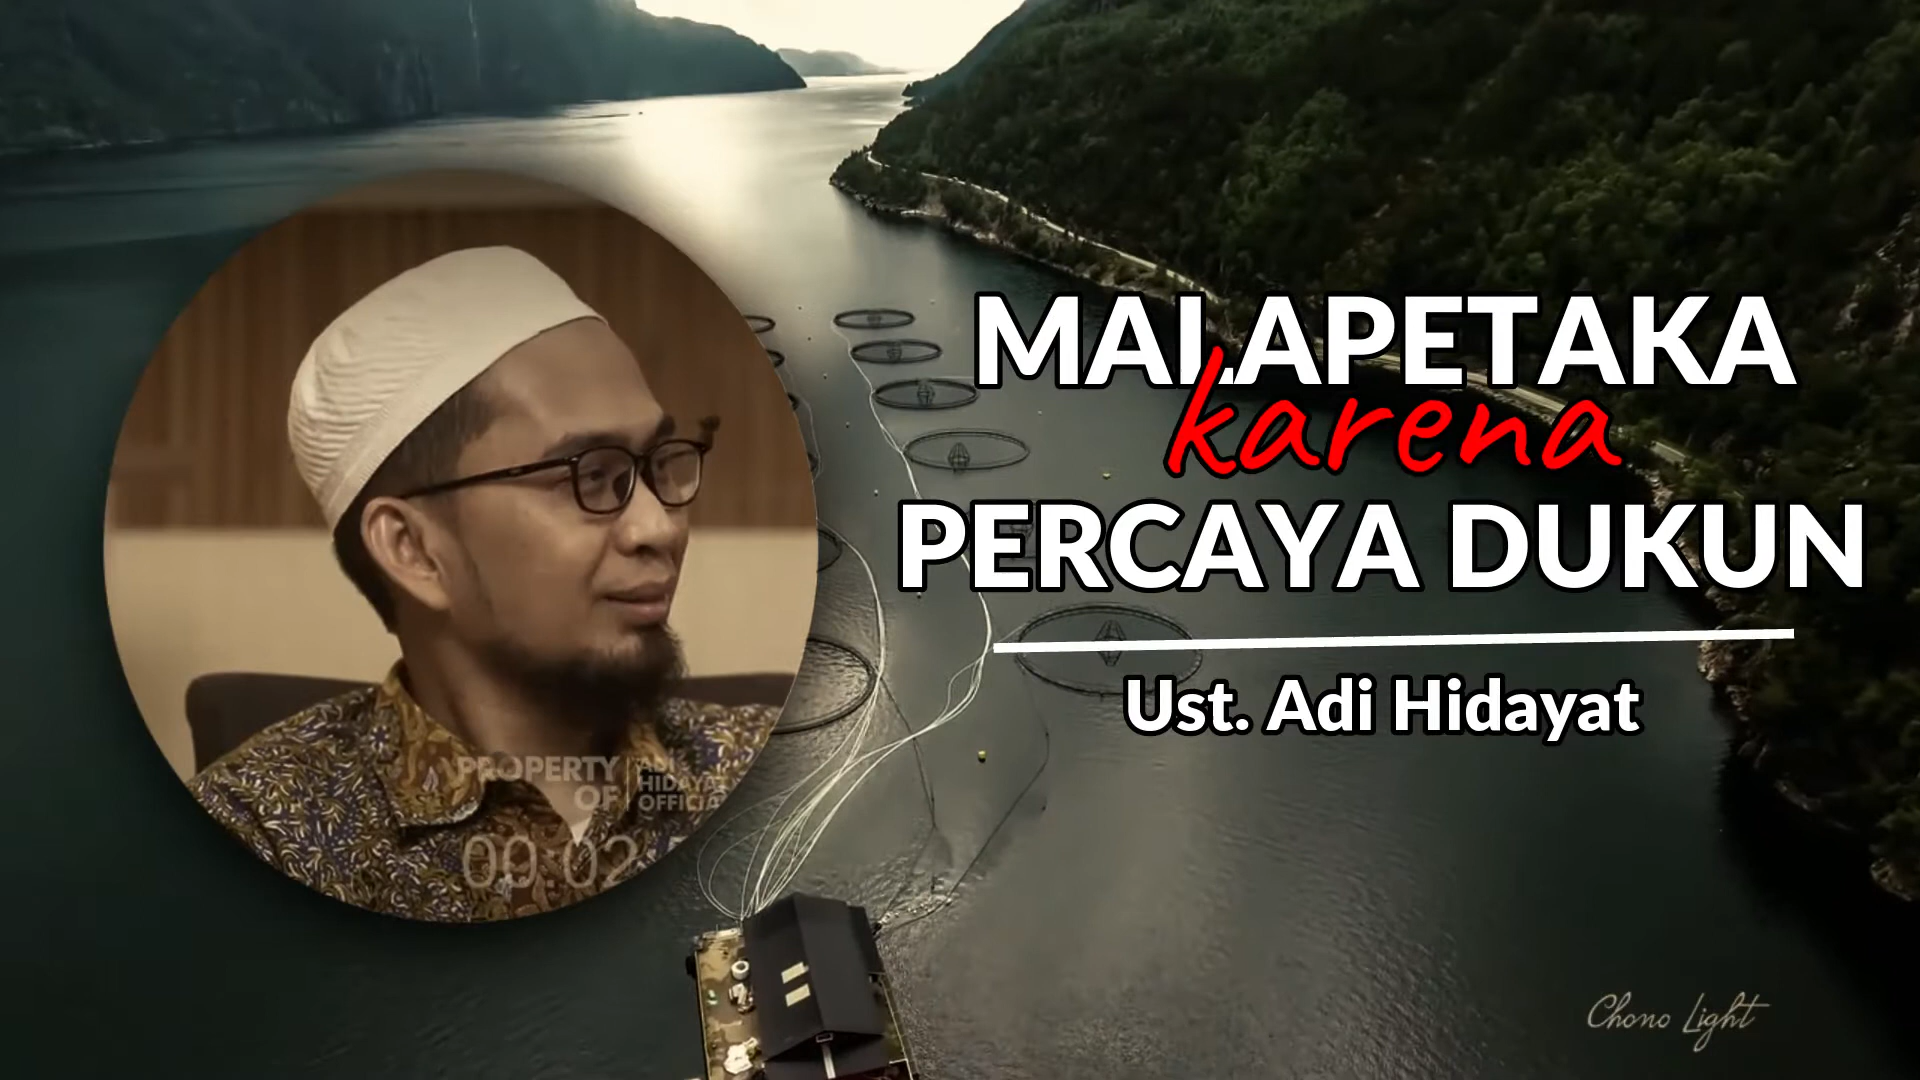 MALAPETAKA
karena
PERCAYA DUKUN
Ust. Adi Hidayat
PROPERTY OF
ADI HIDAYAT OFFICIAL
00:02
Chono Light